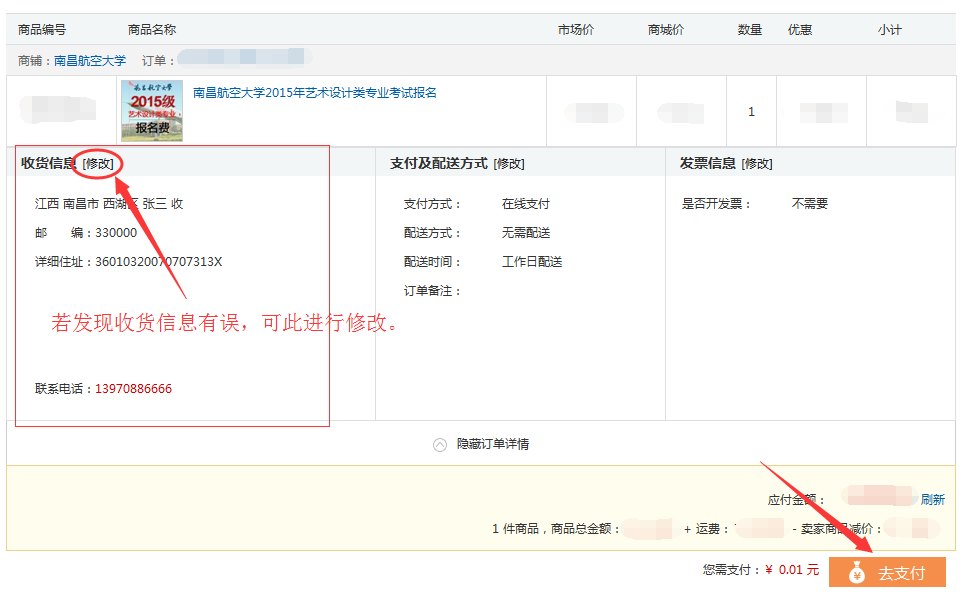 商品编号 商品名称 市场价 商城价 数量 优惠 小计
商铺：南昌航空大学 订单：
南昌航空大学
2015级
艺术设计类专业
报名费
南昌航空大学2015年艺术设计类专业考试报名
1
收货信息 [修改] 支付及配送方式 [修改] 发票信息 [修改]
江西 南昌市 西湖区 张三 收 支付方式： 在线支付 是否开发票： 不需要
邮 编：330000 配送方式： 无需配送
详细住址：36010320070707313X 配送时间： 工作日配送
订单备注：
若发现收货信息有误，可此进行修改。
联系电话：13970886666
隐藏订单详情
应付金额： 刷新
1 件商品，商品总金额： + 运费： - 卖家商品减价：
您需支付：¥ 0.01 元 去支付